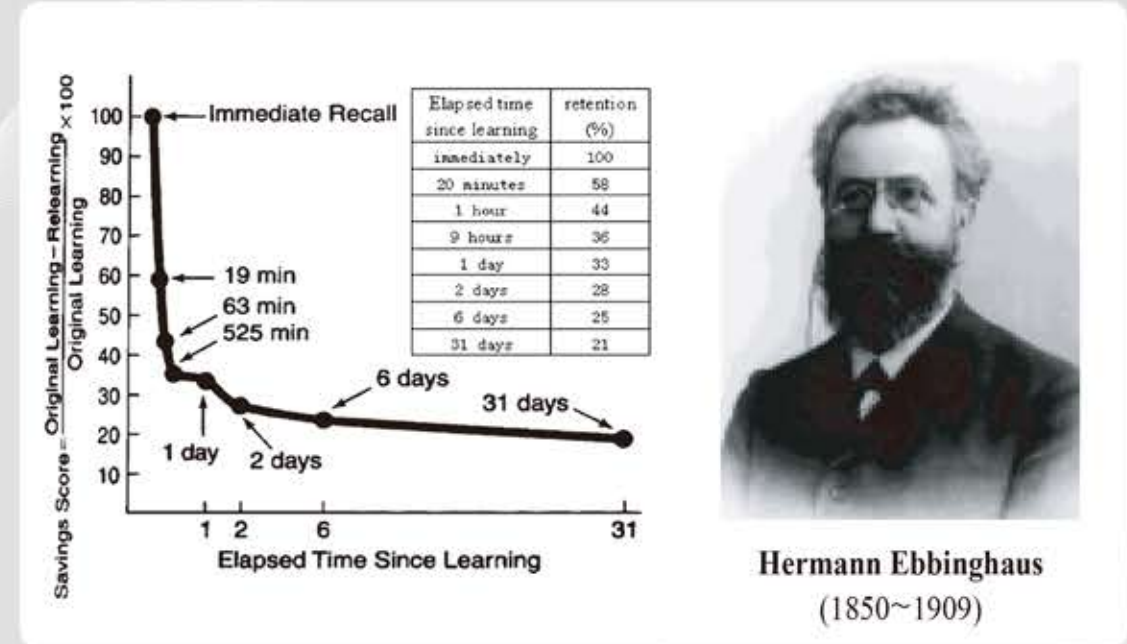 Savings Score = Original Learning – Relearning × 100
Original Learning
100
90
80
70
60
50
40
30
20
10
Immediate Recall
19 min
63 min
525 min
1 day
2 days
6 days
31 days
1 2 6 31
Elapsed Time Since Learning
Elapsed time retention
since learning (%)
immediately 100
20 minutes 58
1 hour 44
9 hours 36
1 day 33
2 days 28
6 days 25
31 days 21
Hermann Ebbinghaus
(1850~1909)